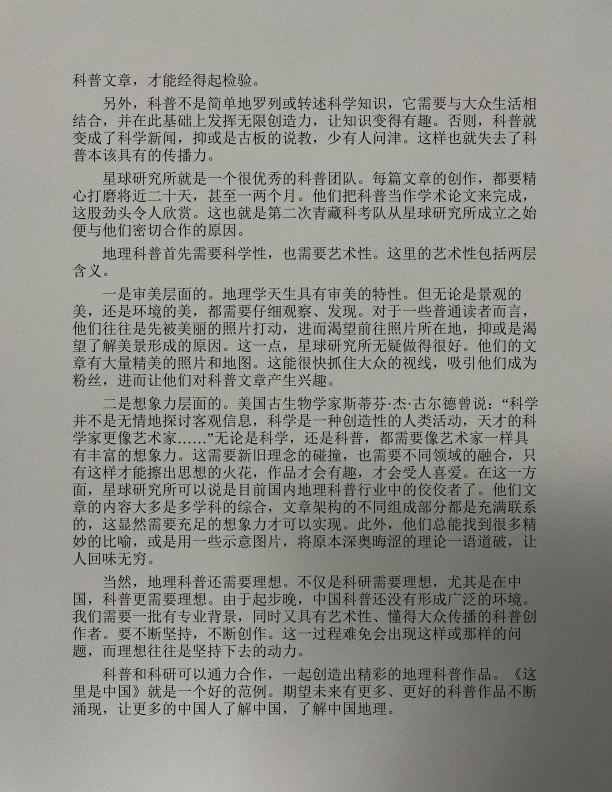 科普文章，才能经得起检验。
另外，科普不是简单地罗列或转述科学知识，它需要与大众生活相
结合，并在此基础上发挥无限创造力，让知识变得有趣。否则，科普就
变成了科学新闻，抑或是古板的说教，少有人问津。这样也就失去了科
普本该具有的传播力。
星球研究所就是一个很优秀的科普团队。每篇文章的创作，都要精
心打磨将近二十天，甚至一两个月。他们把科普当作学术论文来完成，
这股劲头令人欣赏。这也就是第二次青藏科考队从星球研究所成立之始
便与他们密切合作的原因。
地理科普首先需要科学性，也需要艺术性。这里的艺术性包括两层
含义。
一是审美层面的。地理学天生具有审美的特性。但无论是景观的
美，还是环境的美，都需要仔细观察、发现。对于一些普通读者而言，
他们往往是先被美丽的照片打动，进而渴望前往照片所在地，抑或是渴
望了解美景形成的原因。这一点，星球研究所无疑做得很好。他们的文
章有大量精美的照片和地图。这能很快抓住大众的视线，吸引他们成为
粉丝，进而让他们对科普文章产生兴趣。
二是想象力层面的。美国古生物学家斯蒂芬·杰·古尔德曾说：“科学
并不是无情地探讨客观信息，科学是一种创造性的人类活动，天才的科
学家更像艺术家……”无论是科学，还是科普，都需要像艺术家一样具
有丰富的想象力。这需要新旧理念的碰撞，也需要不同领域的融合，只
有这样才能擦出思想的火花，作品才会有趣，才会受人喜爱。在这一方
面，星球研究所可以说是目前国内地理科普行业中的佼佼者了。他们文
章的内容大多是多学科的综合，文章架构的不同组成部分都是充满联系
的，这显然需要充足的想象力才可以实现。此外，他们总能找到很多精
妙的比喻，或是用一些示意图片，将原本深奥晦涩的理论一语道破，让
人回味无穷。
当然，地理科普还需要理想。不仅是科研需要理想，尤其是在中
国，科普更需要理想。由于起步晚，中国科普还没有形成广泛的环境。
我们需要一批有专业背景，同时又具有艺术性、懂得大众传播的科普创
作者。要不断坚持，不断创作。这一过程难免会出现这样或那样的问
题，而理想往往是坚持下去的动力。
科普和科研可以通力合作，一起创造出精彩的地理科普作品。《这
里是中国》就是一个好的范例。期望未来有更多、更好的科普作品不断
涌现，让更多的中国人了解中国，了解中国地理。